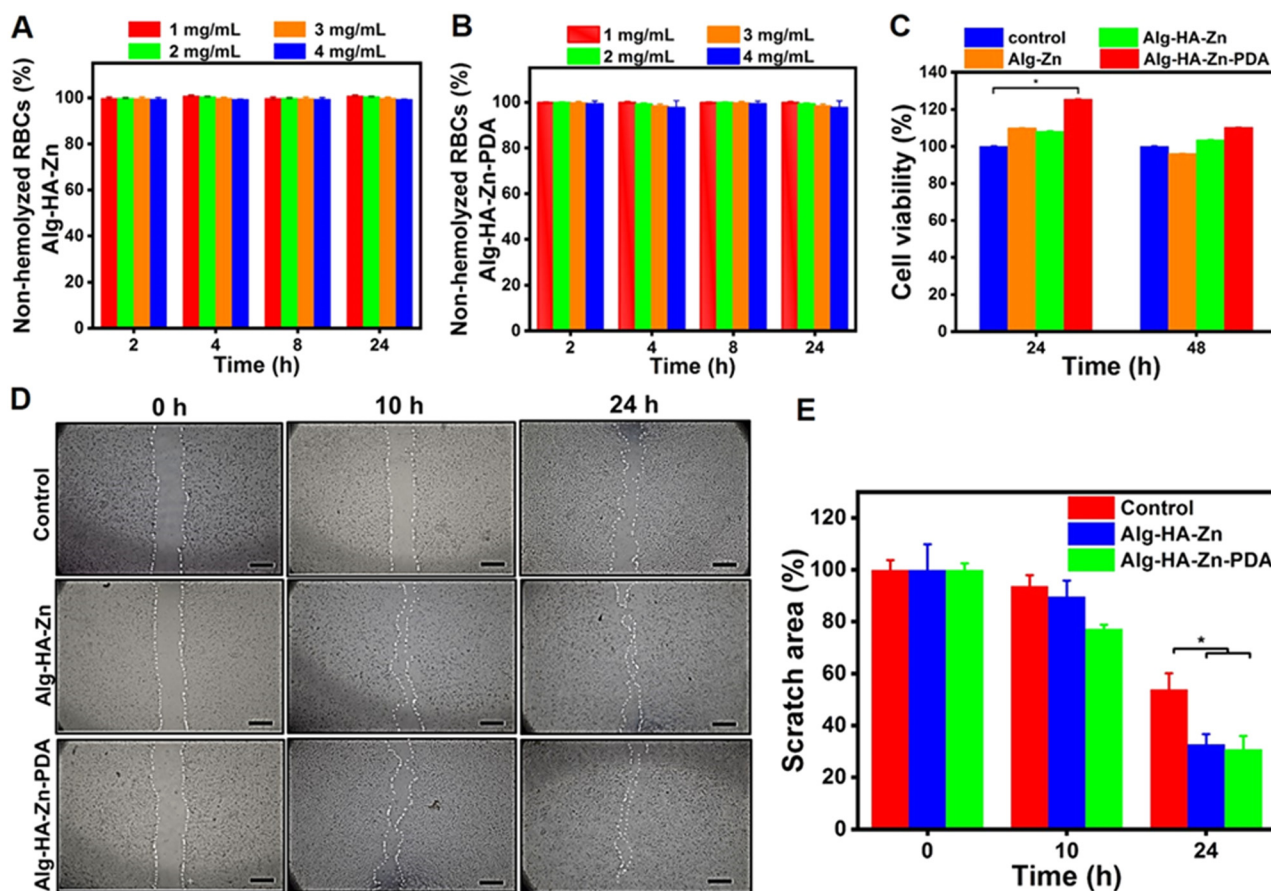 A
1 mg/mL 3 mg/mL
2 mg/mL 4 mg/mL
Non-hemolyzed RBCs (%)
Alg-HA-Zn
100
80
60
40
20
0
2 4 8 24
Time (h)
B
1 mg/mL 3 mg/mL
2 mg/mL 4 mg/mL
Non-hemolyzed RBCs (%)
Alg-HA-Zn-PDA
100
80
60
40
20
0
2 4 8 24
Time (h)
C
control Alg-HA-Zn
Alg-Zn Alg-HA-Zn-PDA
Cell viability (%)
140
120
100
80
60
40
20
0
*
24 48
Time (h)
D
0 h 10 h 24 h
Control
Alg-HA-Zn
Alg-HA-Zn-PDA
E
Control
Alg-HA-Zn
Alg-HA-Zn-PDA
Scratch area (%)
120
100
80
60
40
20
0
*
0 10 24
Time (h)